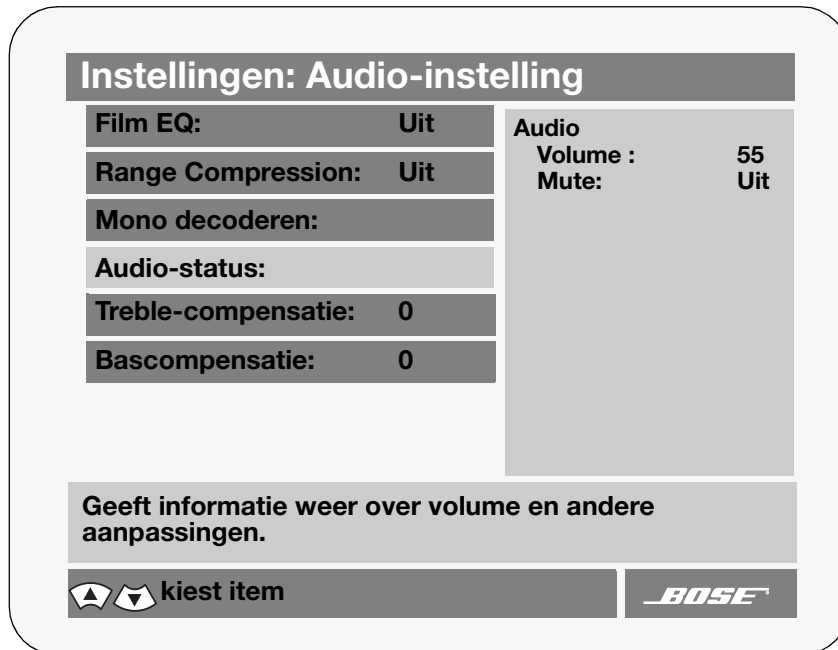 Instellingen: Audio-instelling
Film EQ: Uit
Range Compression: Uit
Mono decoderen:
Audio-status:
Treble-compensatie: 0
Bascompensatie: 0
Audio
Volume : 55
Mute: Uit
Geeft informatie weer over volume en andere
aanpassingen.
kiest item
BOSE